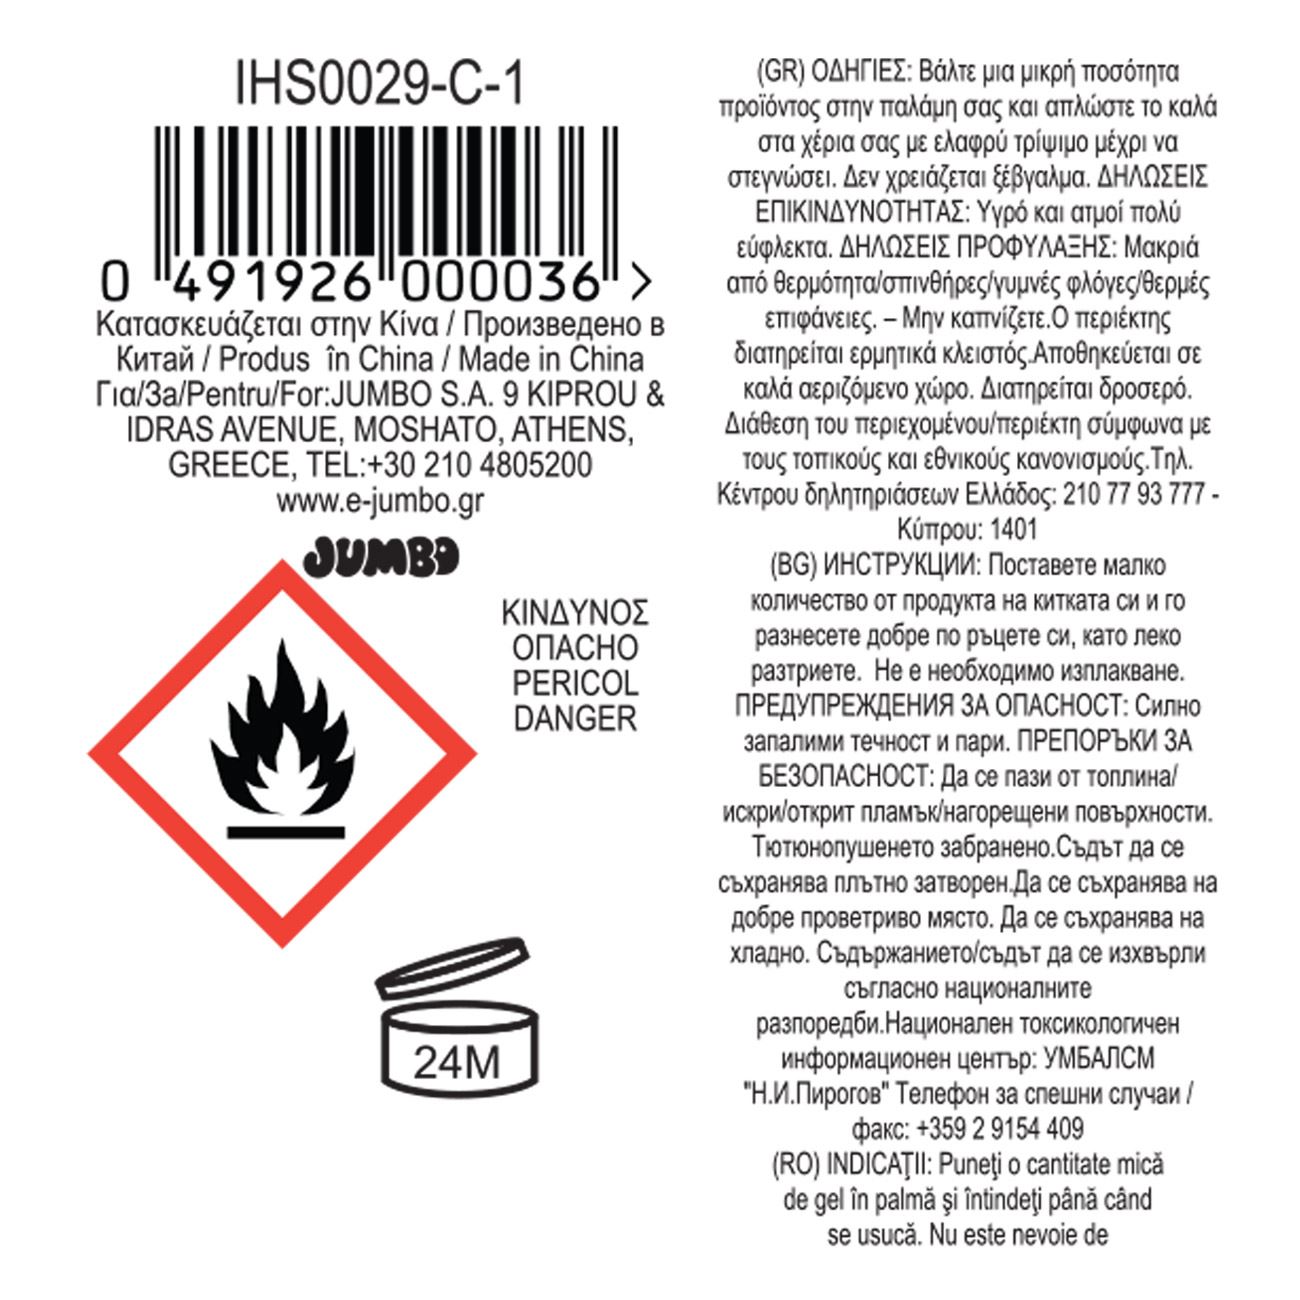 IHS0029-C-1
0 491926 000036 >
Κατασκευάζεται στην Κίνα / Произведено в
Китай / Produs în China / Made in China
Για/За/Pentru/For:JUMBO S.A. 9 KIPROU &
IDRAS AVENUE, MOSHATO, ATHENS,
GREECE, TEL:+30 210 4805200
www.e-jumbo.gr
JUMBO
ΚΙΝΔΥΝΟΣ
ОПАСНО
PERICOL
DANGER
24M
(GR) ΟΔΗΓΙΕΣ: Βάλτε μια μικρή ποσότητα
προϊόντος στην παλάμη σας και απλώστε το καλά
στα χέρια σας με ελαφρύ τρίψιμο μέχρι να
στεγνώσει. Δεν χρειάζεται ξέβγαλμα. ΔΗΛΩΣΕΙΣ
ΕΠΙΚΙΝΔΥΝΟΤΗΤΑΣ: Υγρό και ατμοί πολύ
εύφλεκτα. ΔΗΛΩΣΕΙΣ ΠΡΟΦΥΛΑΞΗΣ: Μακριά
από θερμότητα/σπινθήρες/γυμνές φλόγες/θερμές
επιφάνειες. – Μην καπνίζετε.Ο περιέκτης
διατηρείται ερμητικά κλειστός.Αποθηκεύεται σε
καλά αεριζόμενο χώρο. Διατηρείται δροσερό.
Διάθεση του περιεχομένου/περιέκτη σύμφωνα με
τους τοπικούς και εθνικούς κανονισμούς.Τηλ.
Κέντρου δηλητηριάσεων Ελλάδος: 210 77 93 777 -
Κύπρου: 1401
(BG) ИНСТРУКЦИИ: Поставете малко
количество от продукта на китката си и го
разнесете добре по ръцете си, като леко
разтриете. Не е необходимо изплакване.
ПРЕДУПРЕЖДЕНИЯ ЗА ОПАСНОСТ: Силно
запалими течност и пари. ПРЕПОРЪКИ ЗА
БЕЗОПАСНОСТ: Да се пази от топлина/
искри/открит пламък/нагорещени повърхности.
Тютюнопушенето забранено.Съдът да се
съхранява плътно затворен.Да се съхранява на
добре проветриво място. Да се съхранява на
хладно. Съдържанието/съдът да се изхвърли
съгласно националните
разпоредби.Национален токсикологичен
информационен център: УМБАЛСМ
"Н.И.Пирогов" Телефон за спешни случаи /
факс: +359 2 9154 409
(RO) INDICAŢII: Puneţi o cantitate mică
de gel în palmă şi întindeţi până când
se usucă. Nu este nevoie de